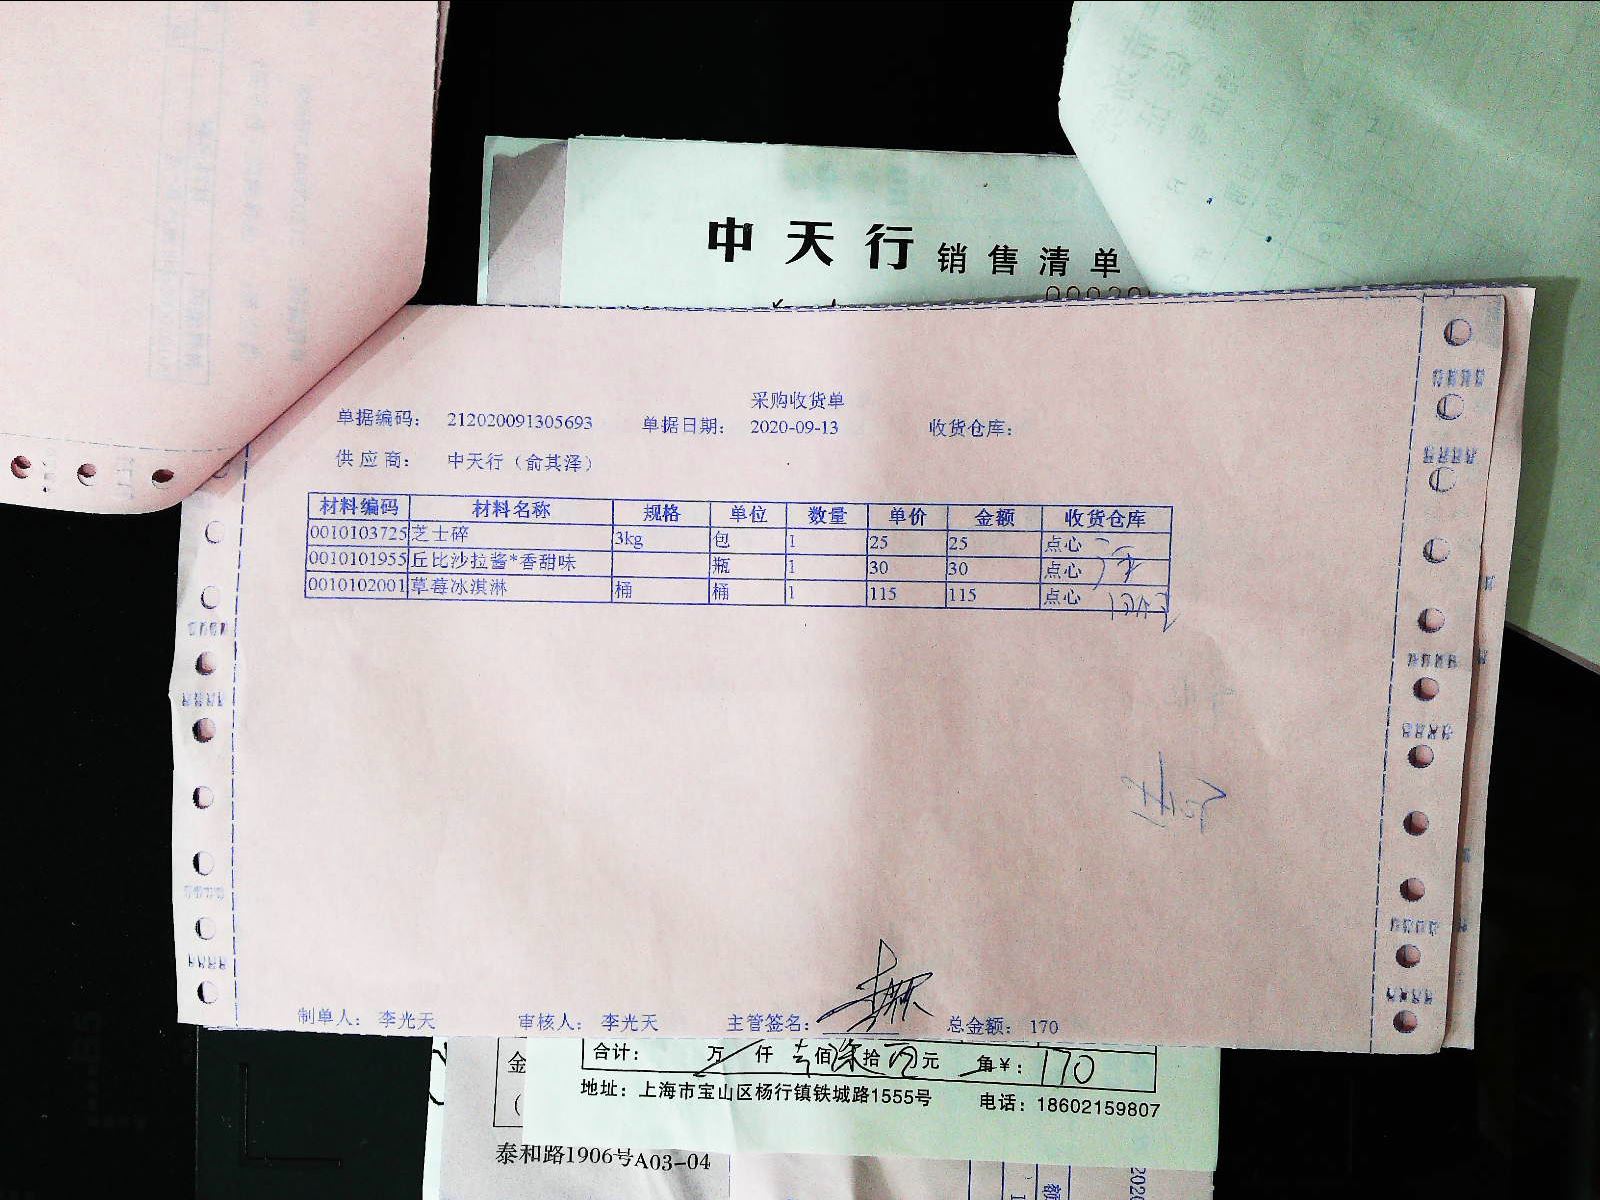 中天行 销售清单
采购收货单
单据编码： 212020091305693 单据日期： 2020-09-13 收货仓库：
供应商： 中天行（俞其泽）
材料编码 材料名称 规格 单位 数量 单价 金额 收货仓库
0010103725 芝士碎 3kg 包 1 25 25 点心
0010101955 丘比沙拉酱*香甜味 瓶 1 30 30 点心
0010102001 草莓冰淇淋 桶 桶 1 115 115 点心
制单人： 李光天 审核人： 李光天 主管签名： 总金额： 170
合计： 万 仟 佰 拾 元 角 ¥：170
地址：上海市宝山区杨行镇铁城路1555号 电话：18602159807
金
泰和路1906号A03-04